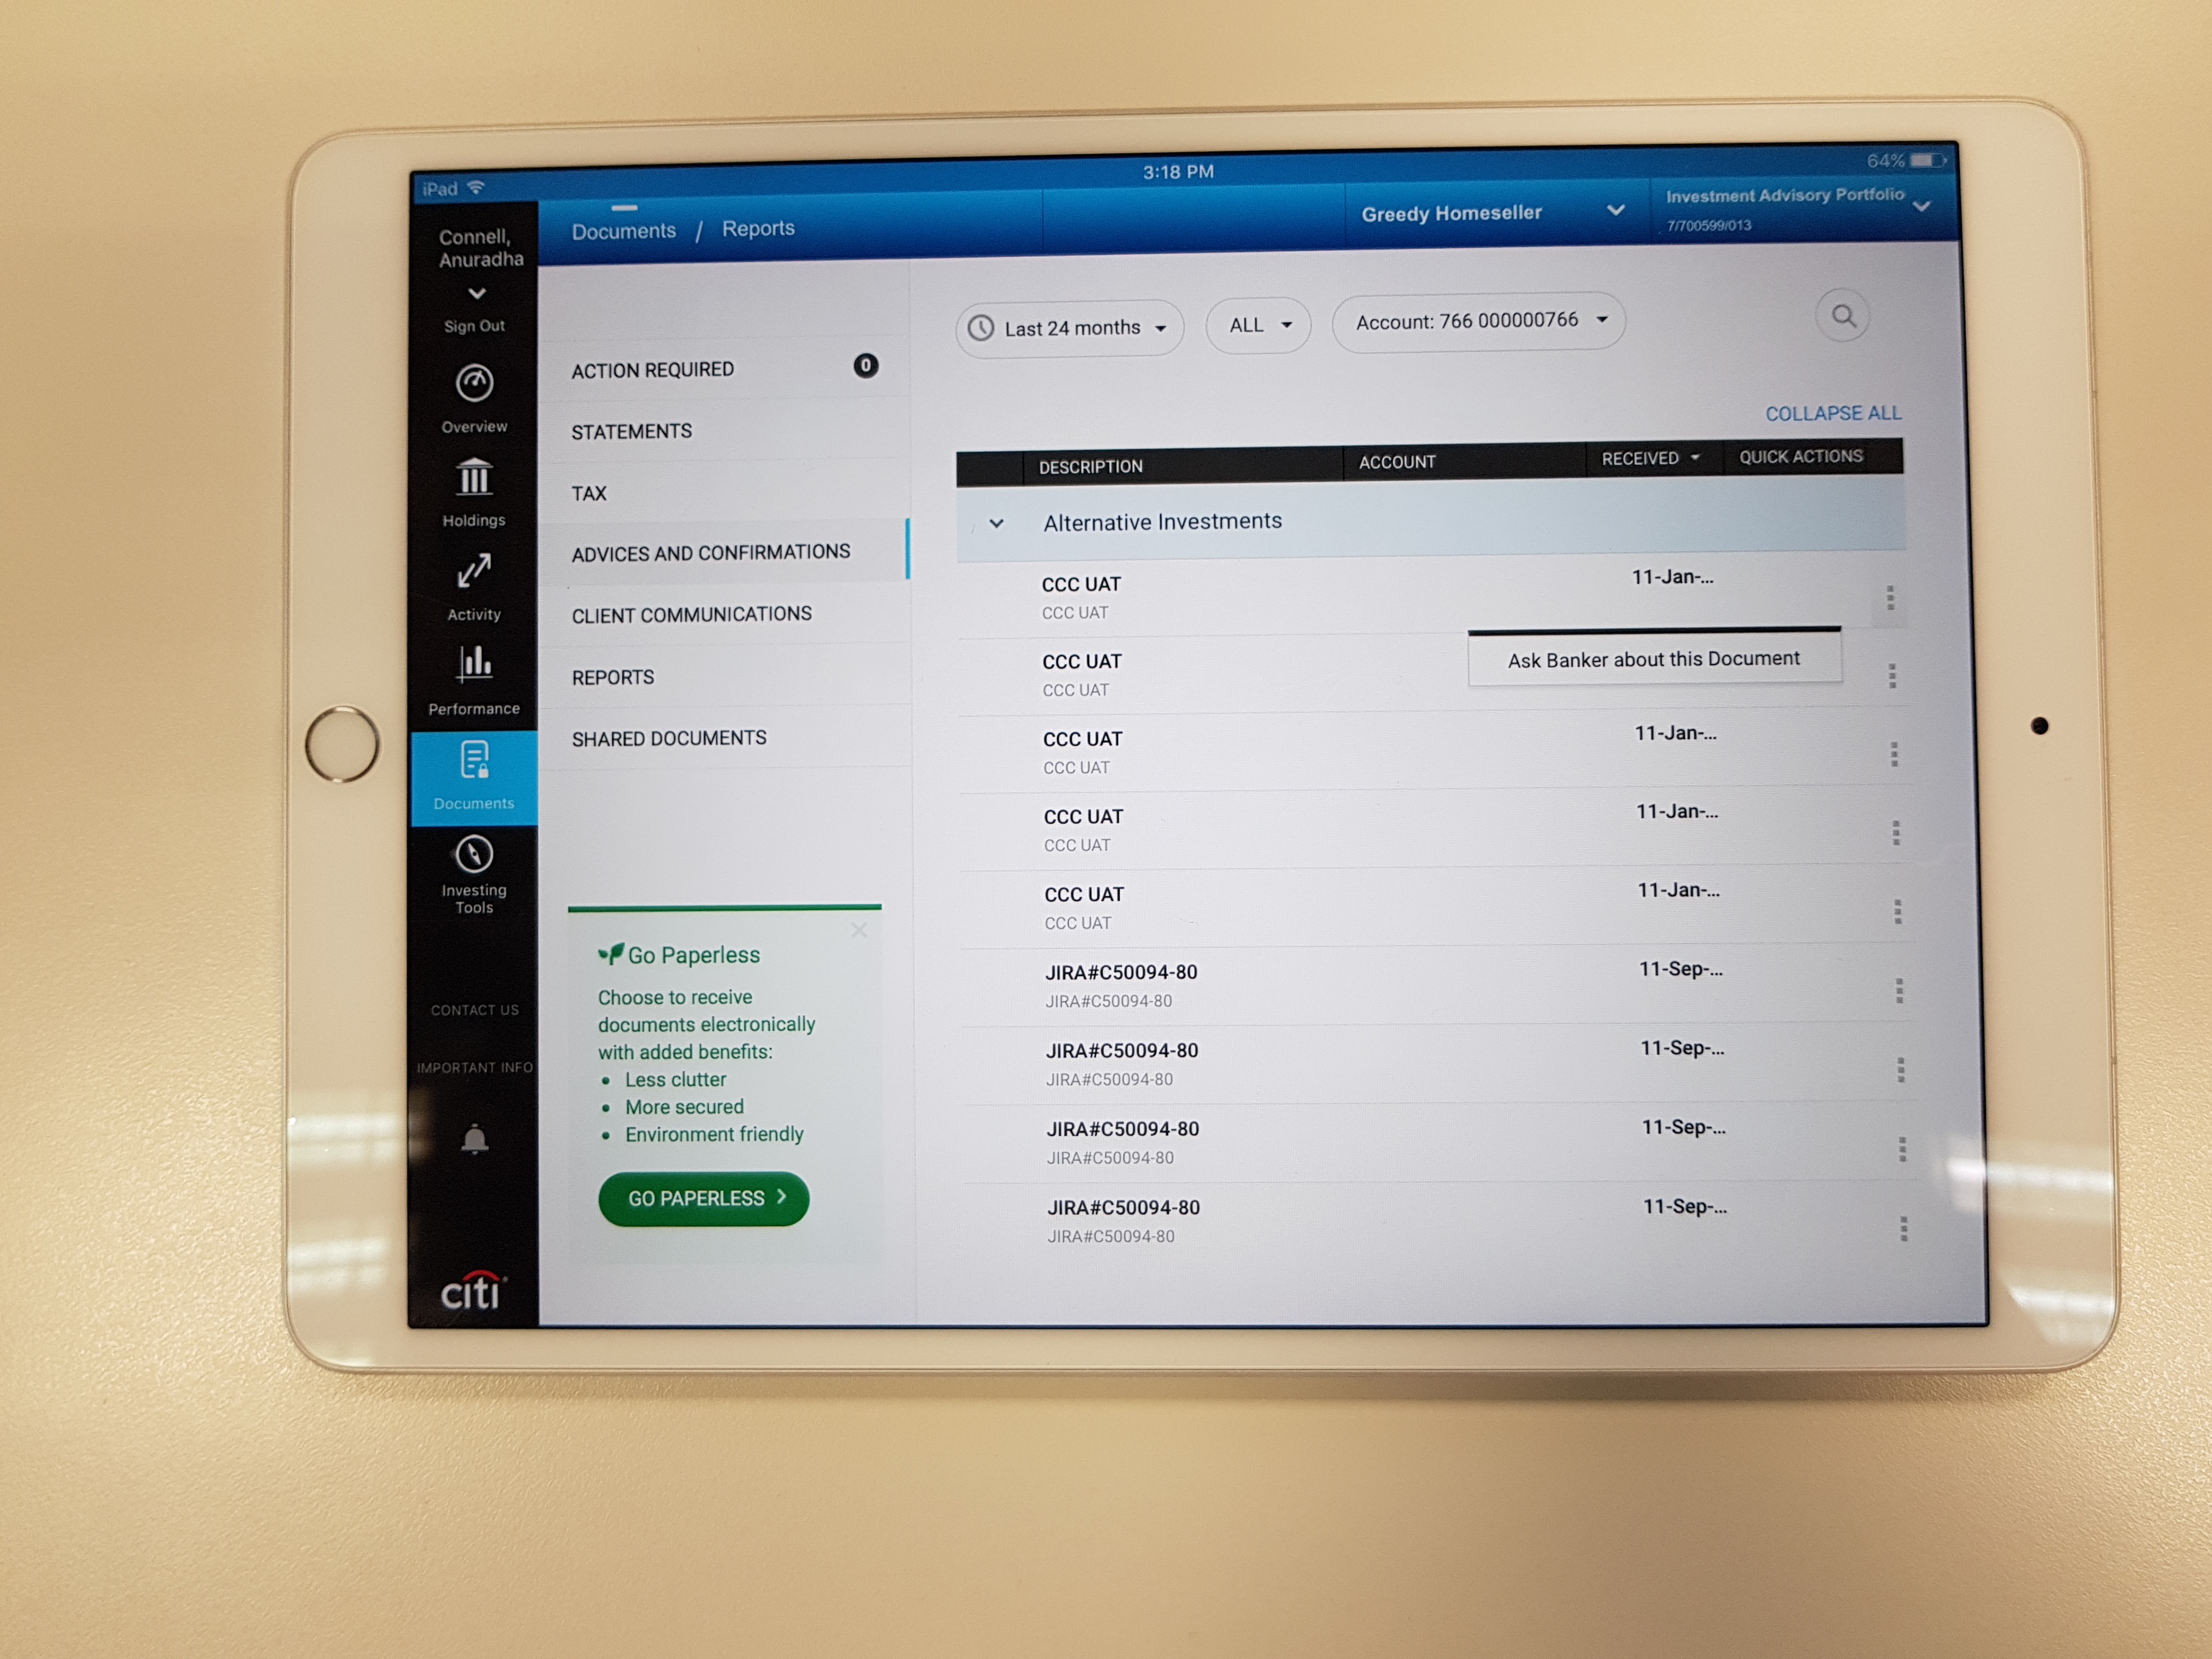 iPad
3:18 PM
64%
Connell,
Anuradha
Sign Out
Overview
Holdings
Activity
Performance
Documents
Investing
Tools
CONTACT US
IMPORTANT INFO
citi
Documents / Reports
Greedy Homeseller
Investment Advisory Portfolio
ACTION REQUIRED 0
STATEMENTS
TAX
ADVICES AND CONFIRMATIONS
CLIENT COMMUNICATIONS
REPORTS
SHARED DOCUMENTS
Go Paperless
Choose to receive
documents electronically
with added benefits:
• Less clutter
• More secured
• Environment friendly
GO PAPERLESS
Last 24 months
ALL
Account: 766 0000000766
COLLAPSE ALL
DESCRIPTION ACCOUNT RECEIVED QUICK ACTIONS
Alternative Investments
CCC UAT 11-Jan-...
CCC UAT
Ask Banker about this Document
CCC UAT
CCC UAT
CCC UAT 11-Jan-...
CCC UAT
CCC UAT 11-Jan-...
CCC UAT
CCC UAT 11-Jan-...
CCC UAT
JIRA#C50094-80 11-Sep-...
JIRA#C50094-80
JIRA#C50094-80 11-Sep-...
JIRA#C50094-80
JIRA#C50094-80 11-Sep-...
JIRA#C50094-80
JIRA#C50094-80 11-Sep-...
JIRA#C50094-80